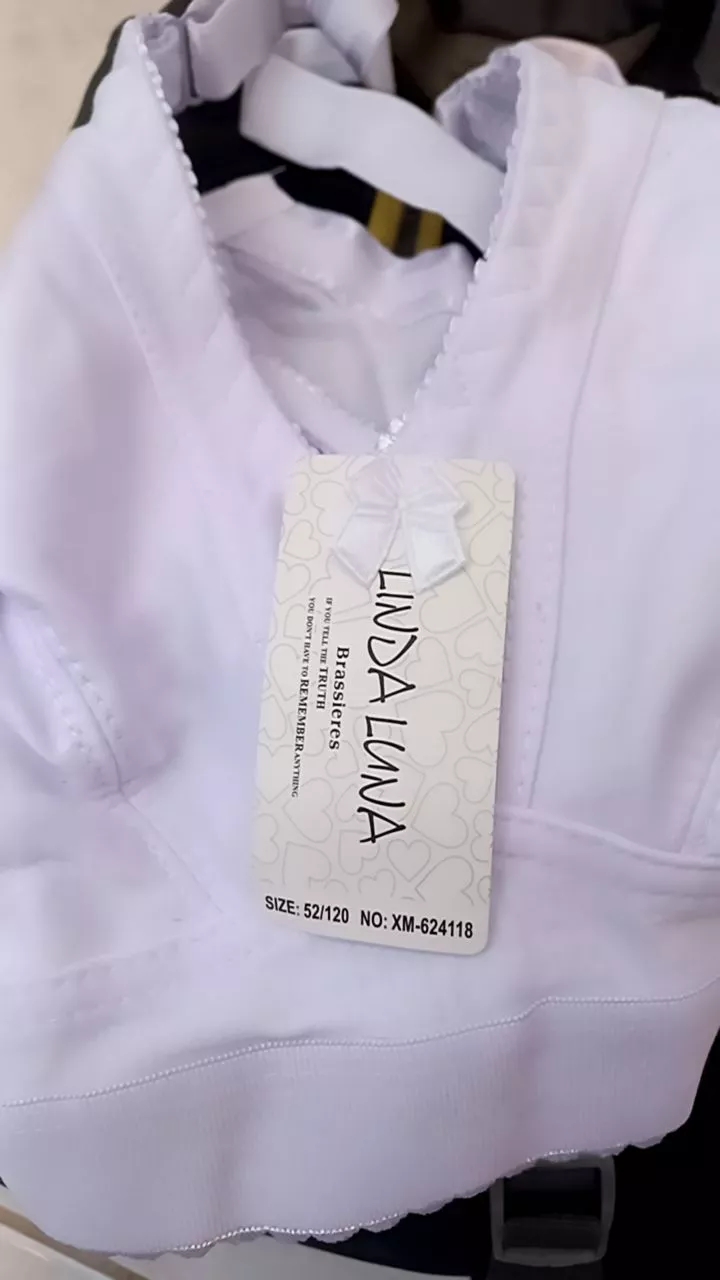 LINDA LUNA
Brassieres
IF YOU TELL THE TRUTH
YOU DON'T HAVE TO REMEMBER ANYTHING
SIZE: 52/120 NO: XM-624118